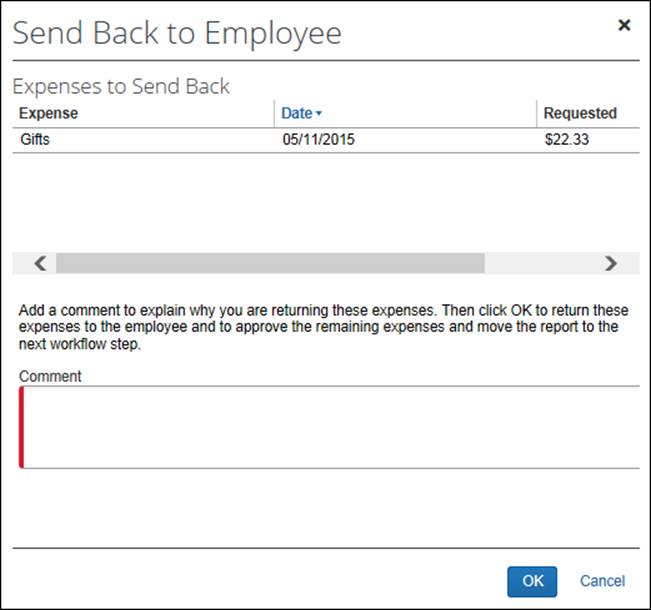 Send Back to Employee
Expenses to Send Back
Expense Date Requested
Gifts 05/11/2015 $22.33
Add a comment to explain why you are returning these expenses. Then click OK to return these
expenses to the employee and to approve the remaining expenses and move the report to the
next workflow step.
Comment
OK Cancel